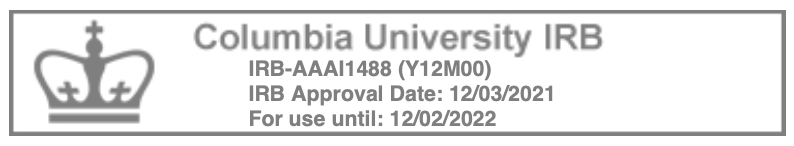 Columbia University IRB
IRB-AAAI1488 (Y12M00)
IRB Approval Date: 12/03/2021
For use until: 12/02/2022